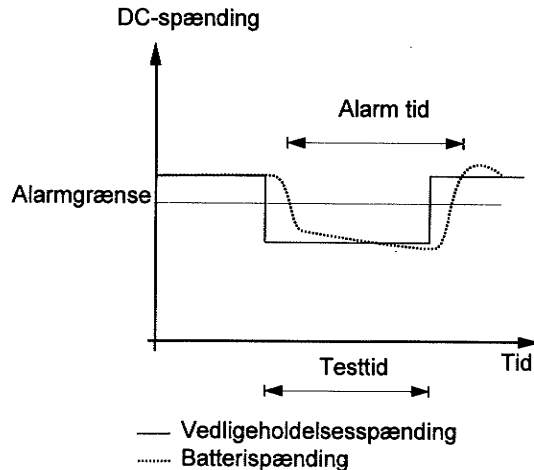 DC-spænding
Alarm tid
Alarmgrænse
Tid
Testtid
Vedligeholdelsesspænding
Batterispænding